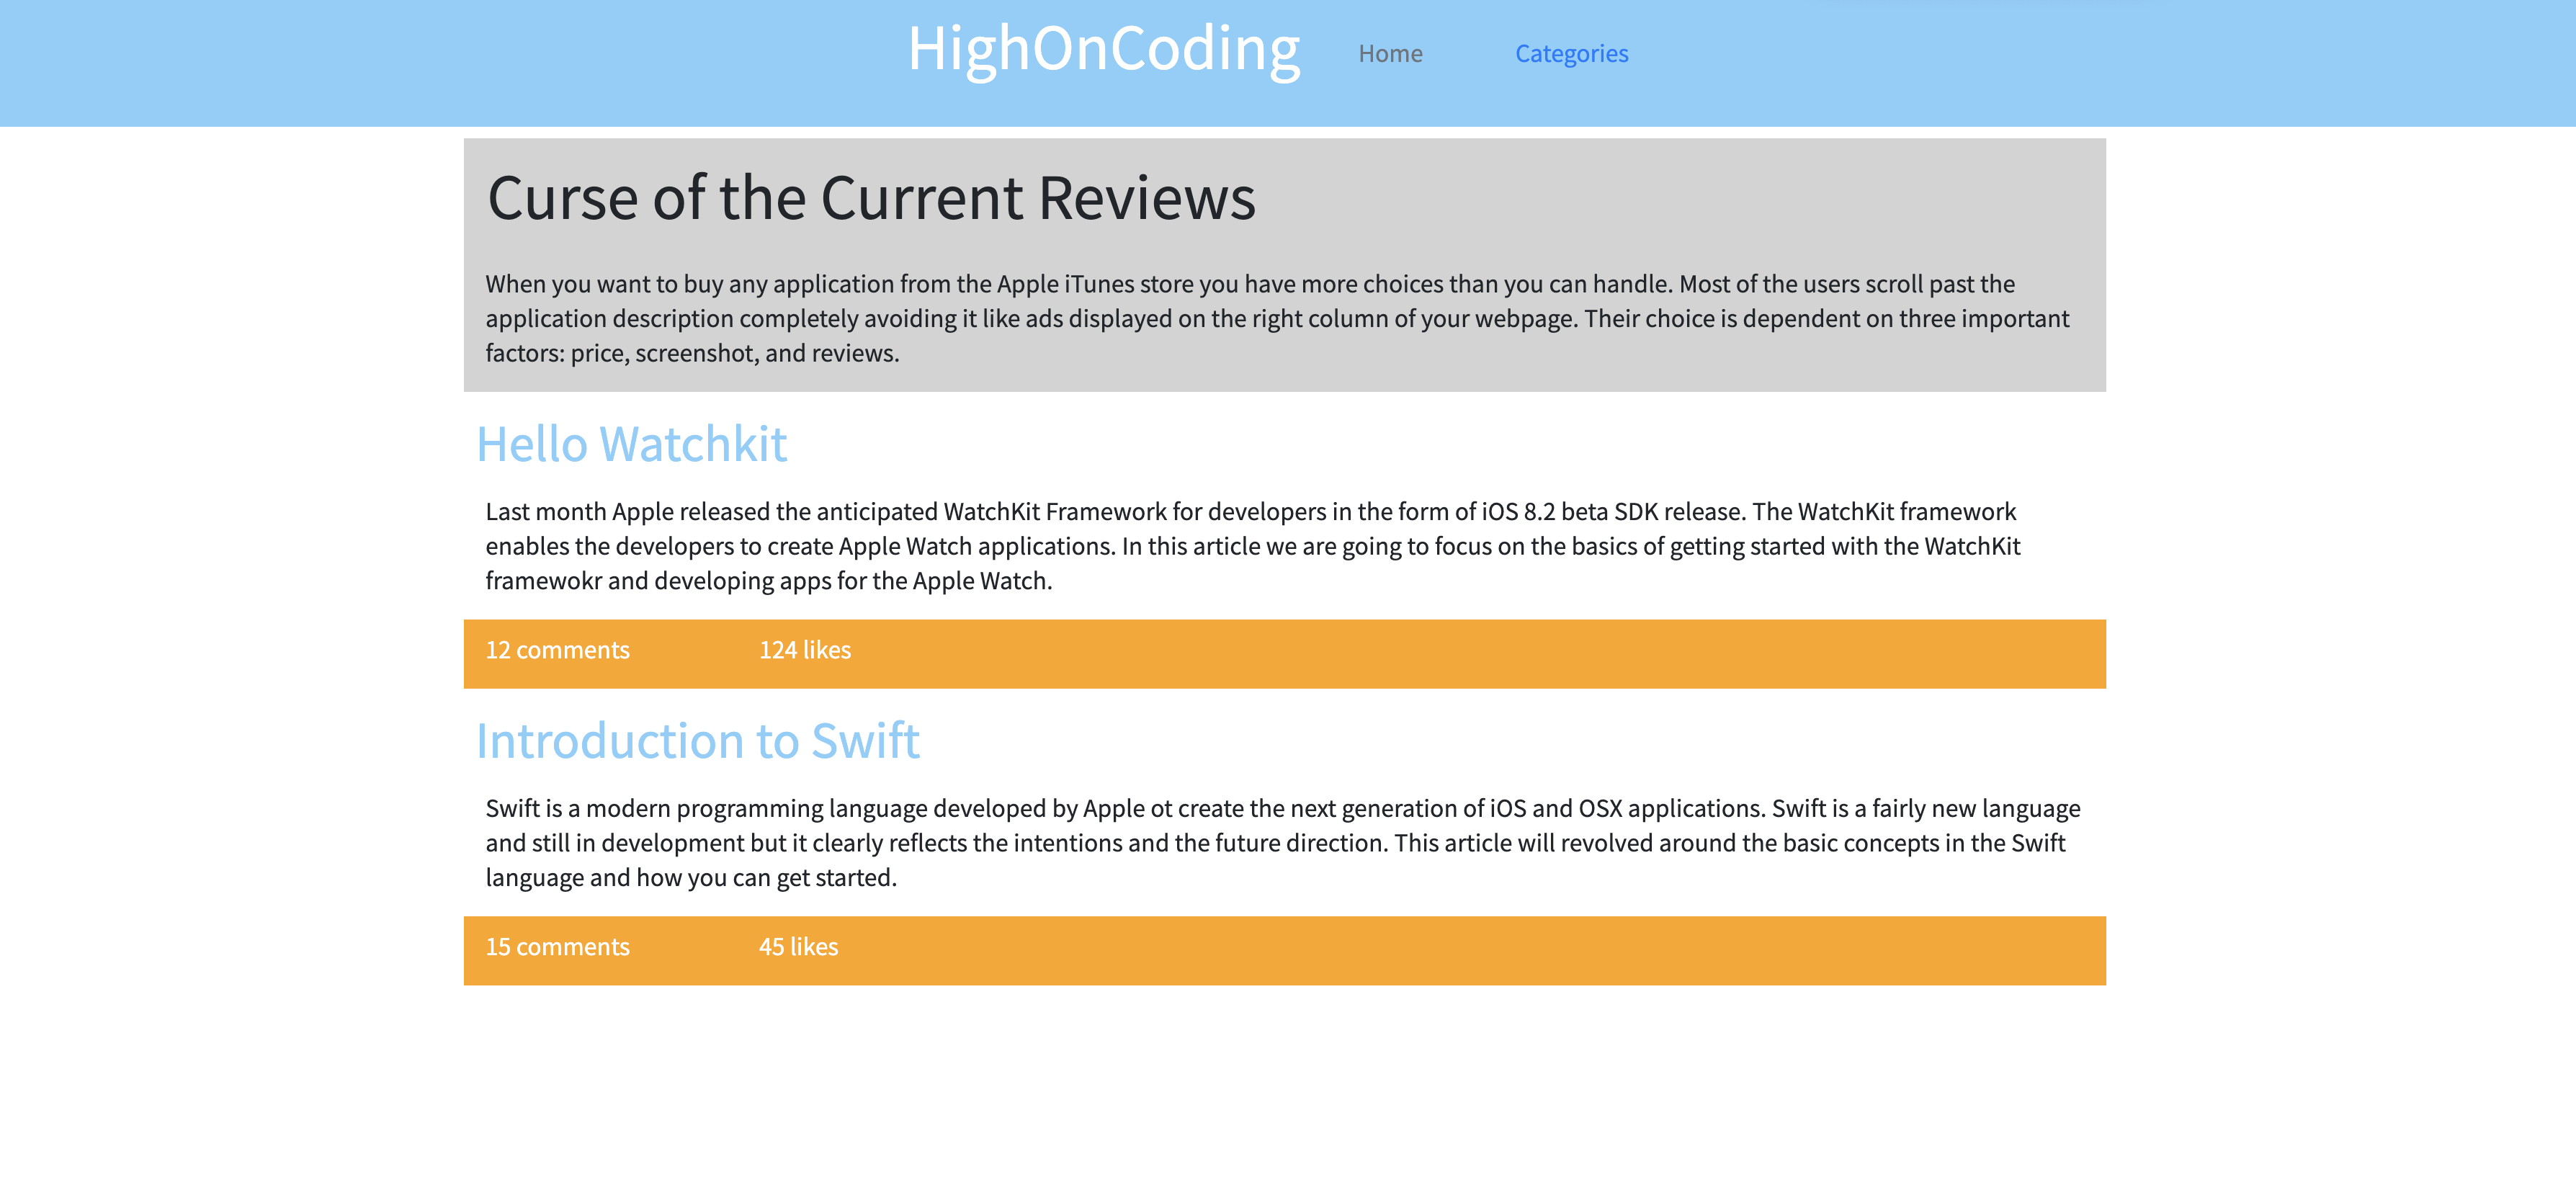 HighOnCoding Home Categories
Curse of the Current Reviews
When you want to buy any application from the Apple iTunes store you have more choices than you can handle. Most of the users scroll past the
application description completely avoiding it like ads displayed on the right column of your webpage. Their choice is dependent on three important
factors: price, screenshot, and reviews.
Hello Watchkit
Last month Apple released the anticipated WatchKit Framework for developers in the form of iOS 8.2 beta SDK release. The WatchKit framework
enables the developers to create Apple Watch applications. In this article we are going to focus on the basics of getting started with the WatchKit
framewokr and developing apps for the Apple Watch.
12 comments 124 likes
Introduction to Swift
Swift is a modern programming language developed by Apple ot create the next generation of iOS and OSX applications. Swift is a fairly new language
and still in development but it clearly reflects the intentions and the future direction. This article will revolved around the basic concepts in the Swift
language and how you can get started.
15 comments 45 likes